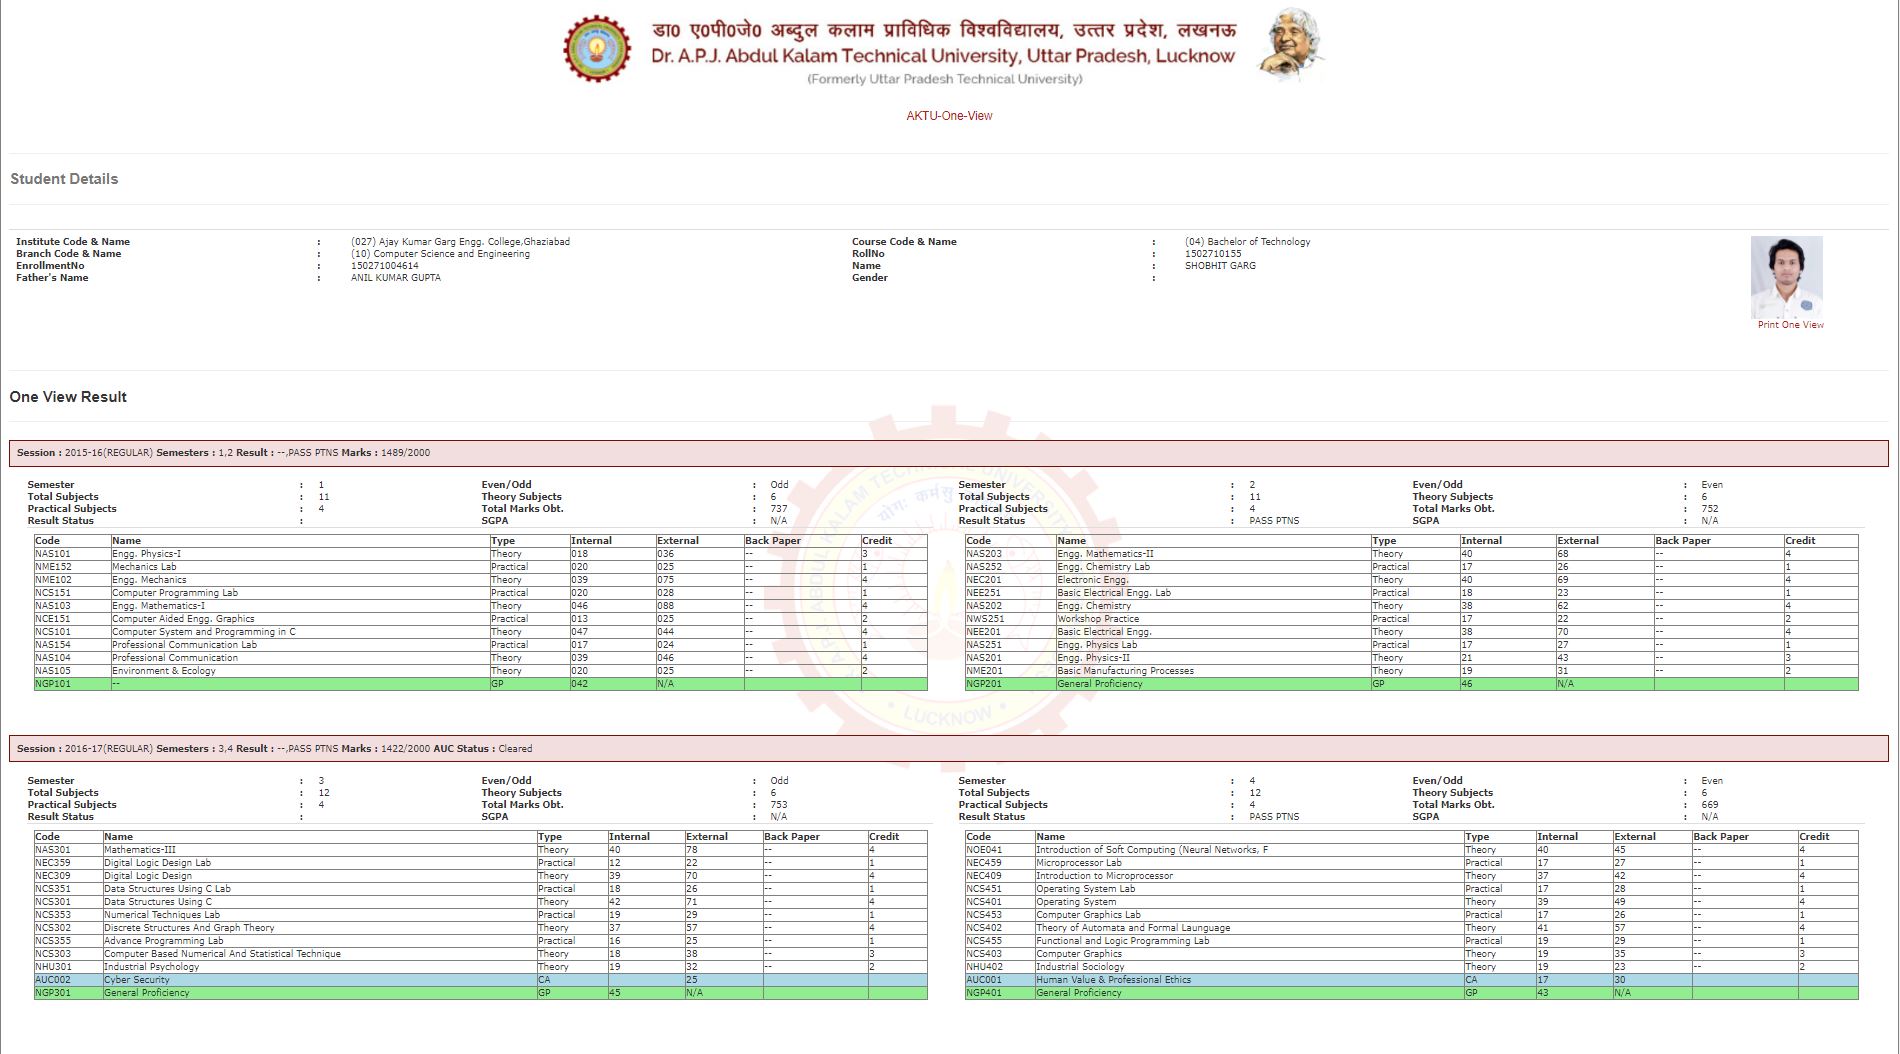 डा० ए०पी०जे० अब्दुल कलाम प्राविधिक विश्वविद्यालय, उत्तर प्रदेश, लखनऊ
Dr. A.P.J. Abdul Kalam Technical University, Uttar Pradesh, Lucknow
(Formerly Uttar Pradesh Technical University)
AKTU-One-View
Student Details
Institute Code & Name : (027) Ajay Kumar Garg Engg. College,Ghaziabad Course Code & Name : (04) Bachelor of Technology
Branch Code & Name : (10) Computer Science and Engineering RollNo : 1502710155
EnrollmentNo : 150271004614 Name : SHOBHIT GARG
Father's Name : ANIL KUMAR GUPTA Gender :
Print One View
One View Result
Session : 2015-16(REGULAR) Semesters : 1,2 Result : --,PASS PTNS Marks : 1489/2000
Semester : 1 Even/Odd : Odd
Total Subjects : 11 Theory Subjects : 6
Practical Subjects : 4 Total Marks Obt. : 737
Result Status : SGPA : N/A
Code Name Type Internal External Back Paper Credit
NAS101 Engg. Physics-I Theory 018 036 -- 3
NME152 Mechanics Lab Practical 020 025 -- 1
NME102 Engg. Mechanics Theory 039 075 -- 4
NCS151 Computer Programming Lab Practical 020 028 -- 1
NAS103 Engg. Mathematics-I Theory 046 088 -- 4
NCE151 Computer Aided Engg. Graphics Practical 013 025 -- 2
NCS101 Computer System and Programming in C Theory 047 044 -- 4
NAS154 Professional Communication Lab Practical 017 024 -- 1
NAS104 Professional Communication Theory 039 046 -- 4
NAS105 Environment & Ecology Theory 020 025 -- 2
NGP101 -- GP 042 N/A
Semester : 2 Even/Odd : Even
Total Subjects : 11 Theory Subjects : 6
Practical Subjects : 4 Total Marks Obt. : 752
Result Status : PASS PTNS SGPA : N/A
Code Name Type Internal External Back Paper Credit
NAS203 Engg. Mathematics-II Theory 40 68 -- 4
NAS252 Engg. Chemistry Lab Practical 17 26 -- 1
NEC201 Electronic Engg. Theory 40 69 -- 4
NEE251 Basic Electrical Engg. Lab Practical 18 23 -- 1
NAS202 Engg. Chemistry Theory 38 62 -- 4
NWS251 Workshop Practice Practical 17 22 -- 2
NEE201 Basic Electrical Engg. Theory 38 70 -- 4
NAS251 Engg. Physics Lab Practical 17 27 -- 1
NAS201 Engg. Physics-II Theory 21 43 -- 3
NME201 Basic Manufacturing Processes Theory 19 31 -- 2
NGP201 General Proficiency GP 46 N/A
LUCKNOW
Session : 2016-17(REGULAR) Semesters : 3,4 Result : --,PASS PTNS Marks : 1422/2000 AUC Status : Cleared
Semester : 3 Even/Odd : Odd
Total Subjects : 12 Theory Subjects : 6
Practical Subjects : 4 Total Marks Obt. : 753
Result Status : SGPA : N/A
Code Name Type Internal External Back Paper Credit
NAS301 Mathematics-III Theory 40 78 -- 4
NEC359 Digital Logic Design Lab Practical 12 22 -- 1
NEC309 Digital Logic Design Theory 39 70 -- 4
NCS351 Data Structures Using C Lab Practical 18 26 -- 1
NCS301 Data Structures Using C Theory 42 71 -- 4
NCS353 Numerical Techniques Lab Practical 19 29 -- 1
NCS302 Discrete Structures And Graph Theory Theory 37 57 -- 4
NCS355 Advance Programming Lab Practical 16 25 -- 1
NCS303 Computer Based Numerical And Statistical Technique Theory 18 38 -- 3
NHU301 Industrial Psychology Theory 19 32 -- 2
AUC002 Cyber Security CA 25
NGP301 General Proficiency GP 45 N/A
Semester : 4 Even/Odd : Even
Total Subjects : 12 Theory Subjects : 6
Practical Subjects : 4 Total Marks Obt. : 669
Result Status : PASS PTNS SGPA : N/A
Code Name Type Internal External Back Paper Credit
NOE041 Introduction of Soft Computing (Neural Networks, F Theory 40 45 -- 4
NEC459 Microprocessor Lab Practical 17 27 -- 1
NEC409 Introduction to Microprocessor Theory 37 42 -- 4
NCS451 Operating System Lab Practical 17 28 -- 1
NCS401 Operating System Theory 39 49 -- 4
NCS453 Computer Graphics Lab Practical 17 26 -- 1
NCS402 Theory of Automata and Formal Launguage Theory 41 57 -- 4
NCS455 Functional and Logic Programming Lab Practical 19 29 -- 1
NCS403 Computer Graphics Theory 19 35 -- 3
NHU402 Industrial Sociology Theory 19 23 -- 2
AUC001 Human Value & Professional Ethics CA 17 30
NGP401 General Proficiency GP 43 N/A